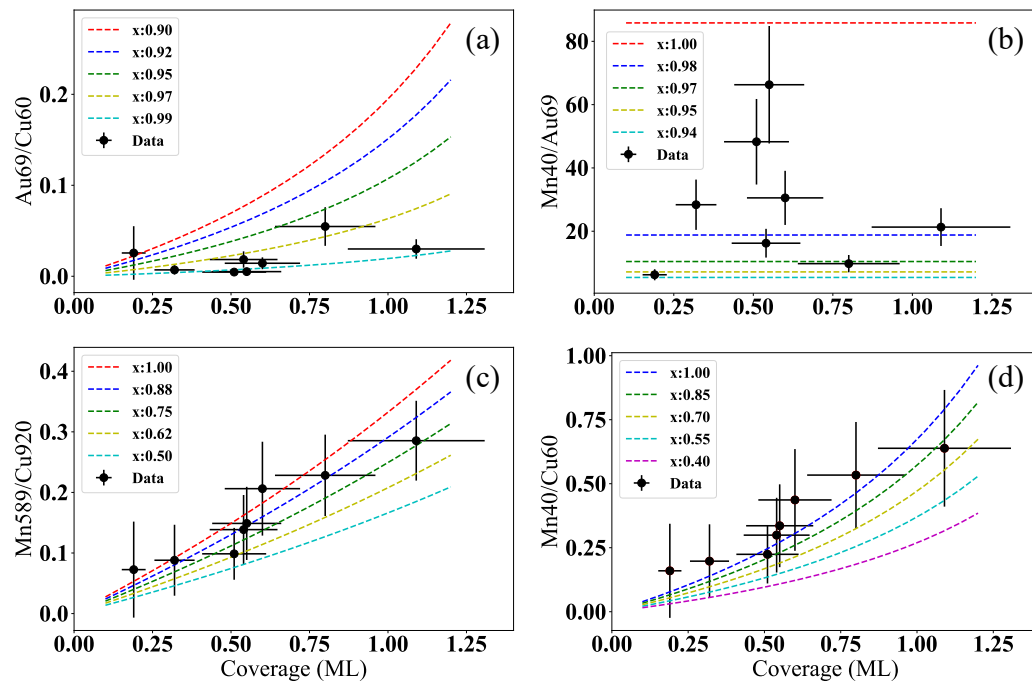 (a)
x:0.90
x:0.92
x:0.95
x:0.97
x:0.99
Data
Au69/Cu60
0.2
0.1
0.0
0.00 0.25 0.50 0.75 1.00 1.25
(b)
x:1.00
x:0.98
x:0.97
x:0.95
x:0.94
Data
Mn40/Au69
80
60
40
20
0.00 0.25 0.50 0.75 1.00 1.25
(c)
x:1.00
x:0.88
x:0.75
x:0.62
x:0.50
Data
Mn589/Cu920
0.4
0.3
0.2
0.1
0.0
0.00 0.25 0.50 0.75 1.00 1.25
Coverage (ML)
(d)
x:1.00
x:0.85
x:0.70
x:0.55
x:0.40
Data
Mn40/Cu60
1.00
0.75
0.50
0.25
0.00
0.00 0.25 0.50 0.75 1.00 1.25
Coverage (ML)